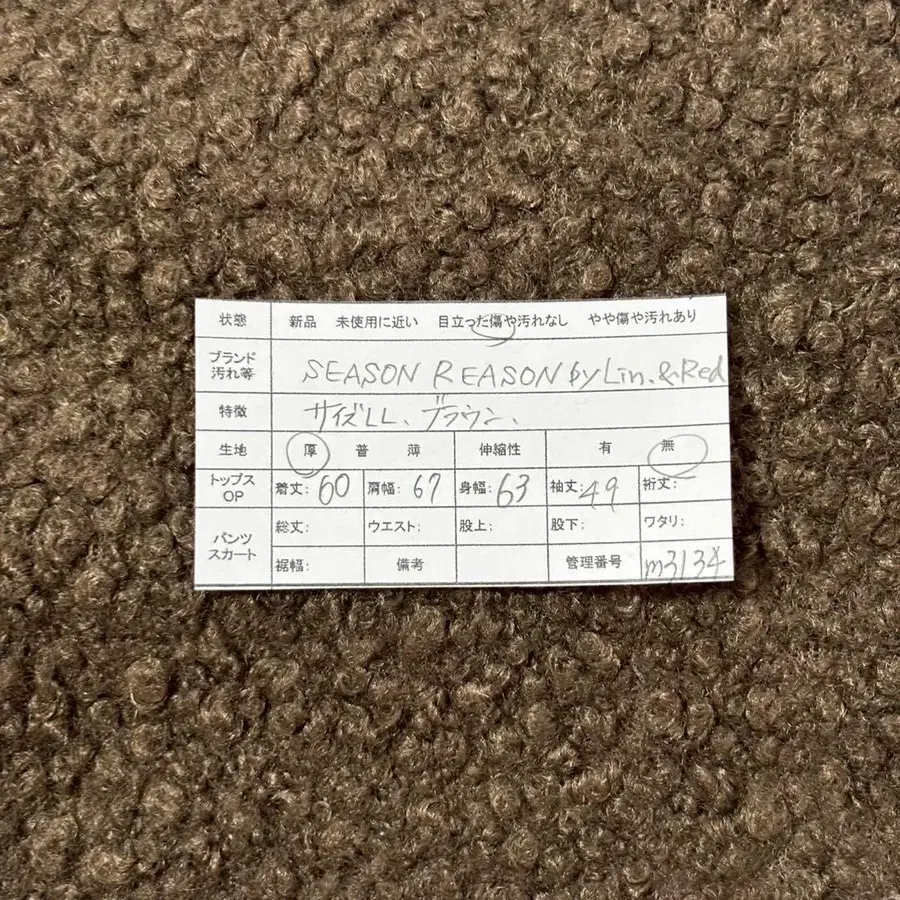 状態 新品 未使用に近い 目立った傷や汚れなし やや傷や汚れあり
ブランド
汚れ等 SEASON REASON by Lin.&Red
特徴 サイズLL、ブラウン、
生地 厚 普 薄 伸縮性 有 無
トップス
OP 着丈:60 肩幅:67 身幅:63 袖丈:49 裄丈:
パンツ
スカート 総丈: ウエスト: 股上: 股下: ワタリ:
裾幅: 備考 管理番号 m3134